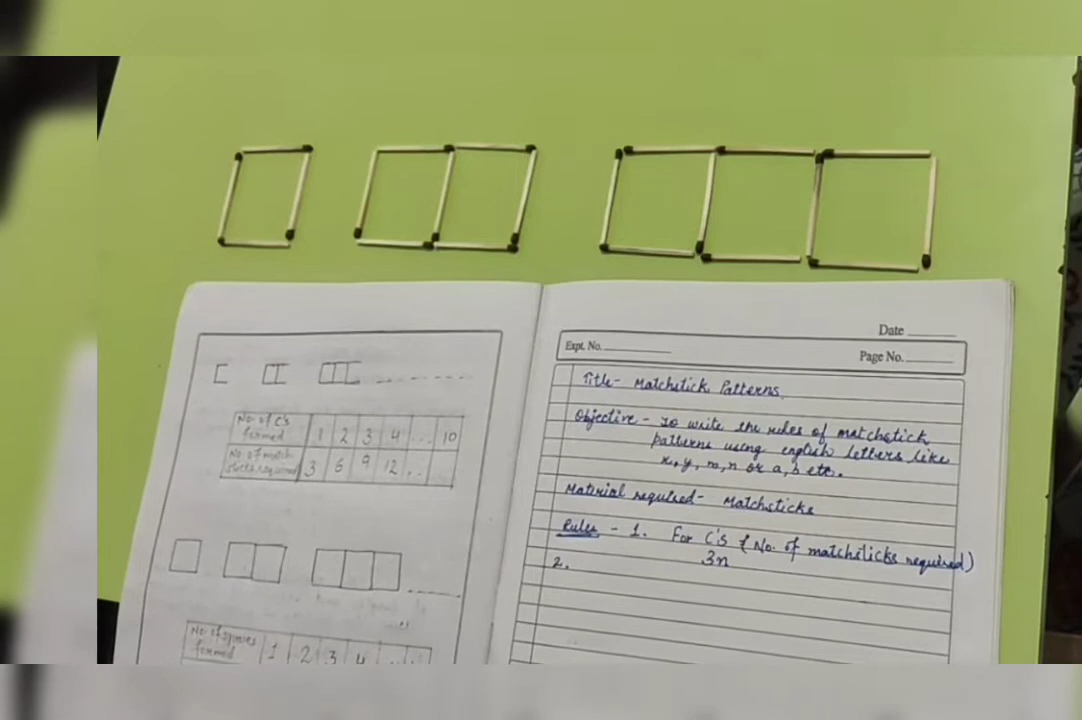 No. of C's formed 1 2 3 4 ... 10
No. of match sticks required 3 6 9 12 ..
No. of squares formed 1 2 3 4
Date
Expt. No.
Page No.
Title - Matchstick Patterns.
Objective - To write the rules of matchstick
patterns using english letters like
x, y, m, n or a, b etc.
Material required - Matchsticks
Rules - 1. For C's { No. of matchsticks required)
3n
2.